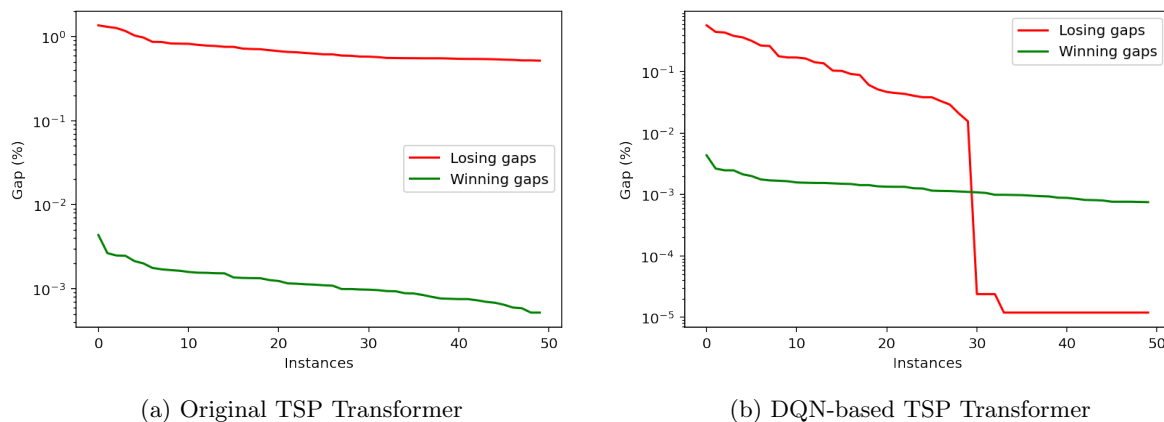 10⁰
10⁻¹
10⁻²
10⁻³
Gap (%)
Losing gaps
Winning gaps
0 10 20 30 40 50
Instances
(a) Original TSP Transformer
10⁻¹
10⁻²
10⁻³
10⁻⁴
10⁻⁵
Gap (%)
Losing gaps
Winning gaps
0 10 20 30 40 50
Instances
(b) DQN-based TSP Transformer